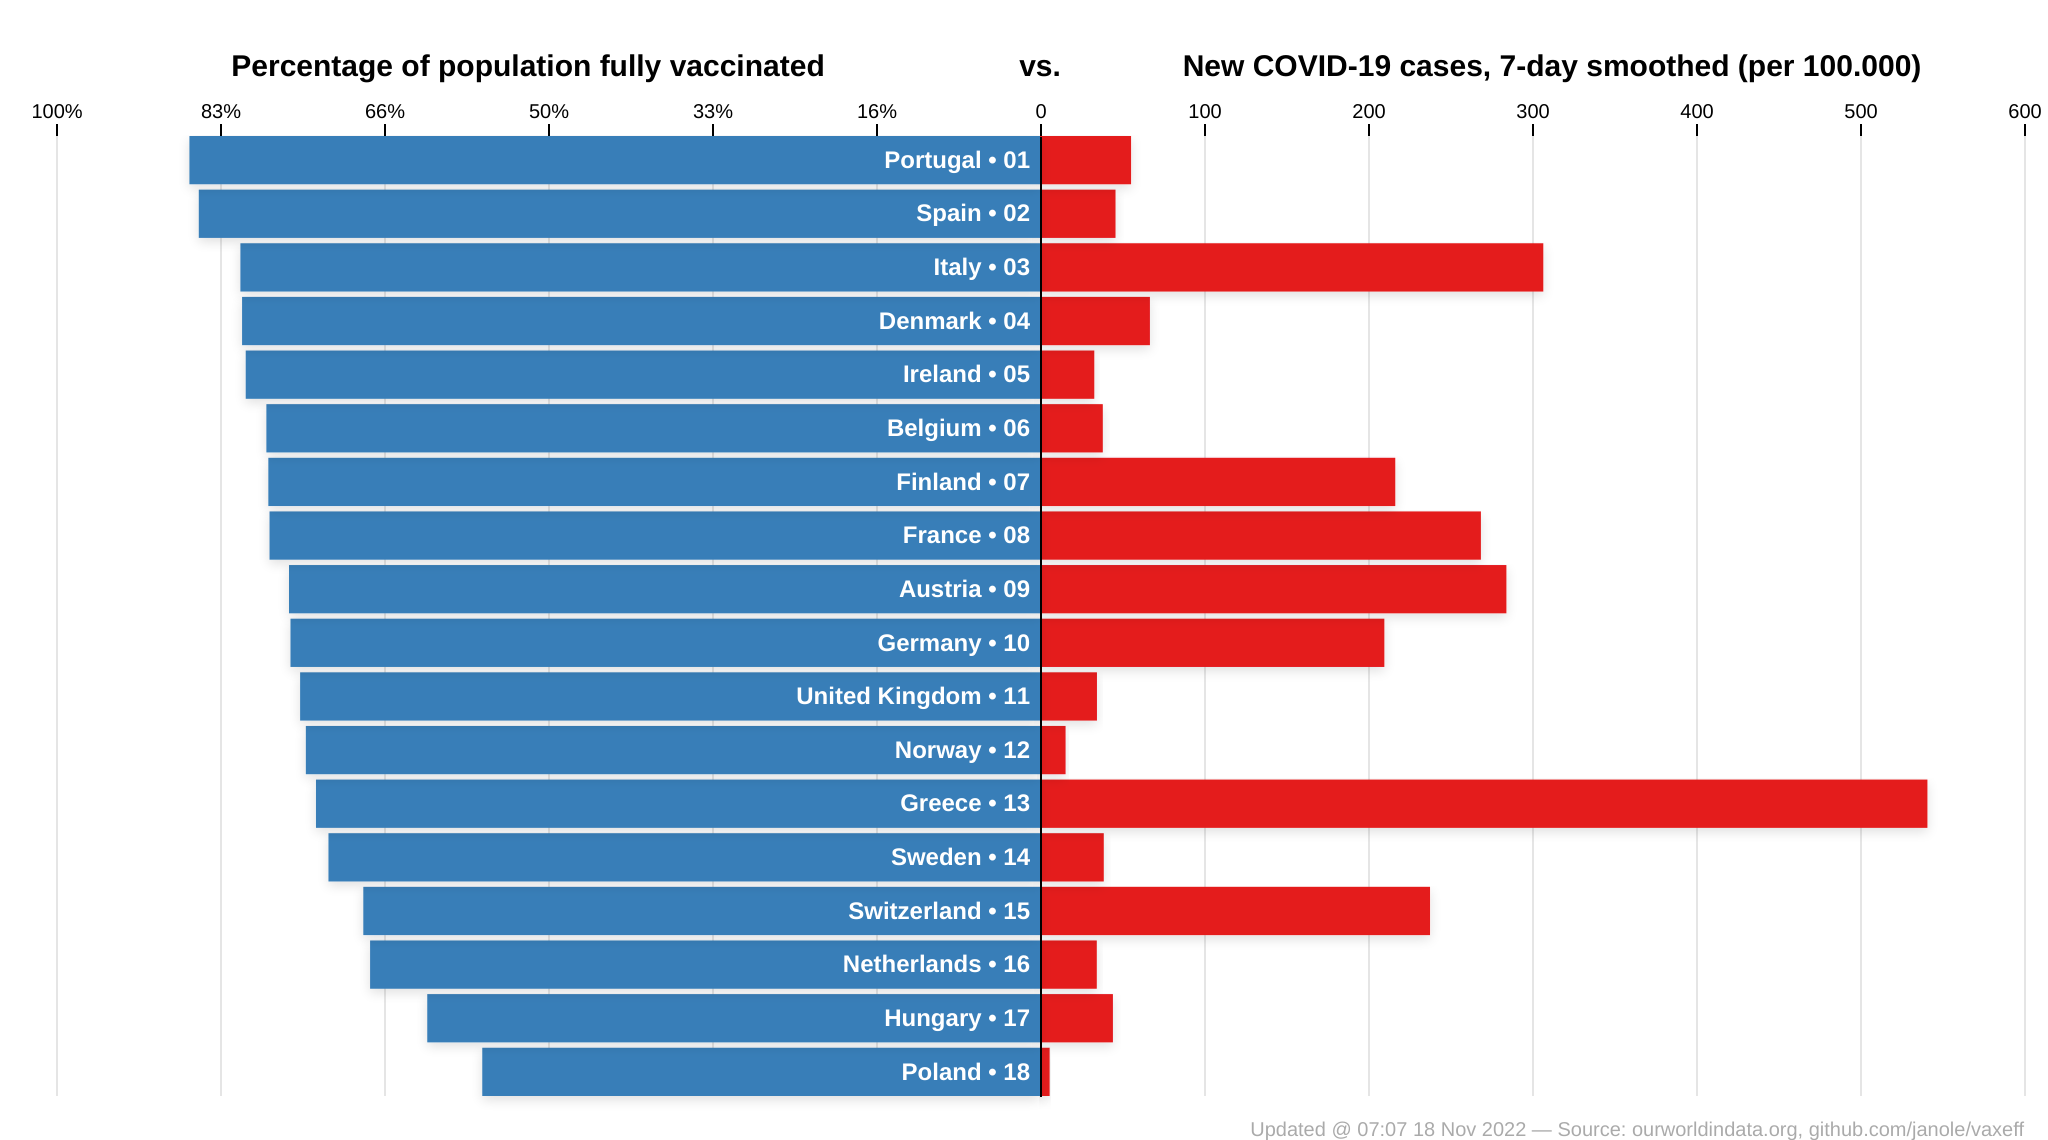 Percentage of population fully vaccinated vs. New COVID-19 cases, 7-day smoothed (per 100.000)
100% 83% 66% 50% 33% 16% 0 100 200 300 400 500 600
Portugal • 01
Spain • 02
Italy • 03
Denmark • 04
Ireland • 05
Belgium • 06
Finland • 07
France • 08
Austria • 09
Germany • 10
United Kingdom • 11
Norway • 12
Greece • 13
Sweden • 14
Switzerland • 15
Netherlands • 16
Hungary • 17
Poland • 18
Updated @ 07:07 18 Nov 2022 — Source: ourworldindata.org, github.com/janole/vaxeff